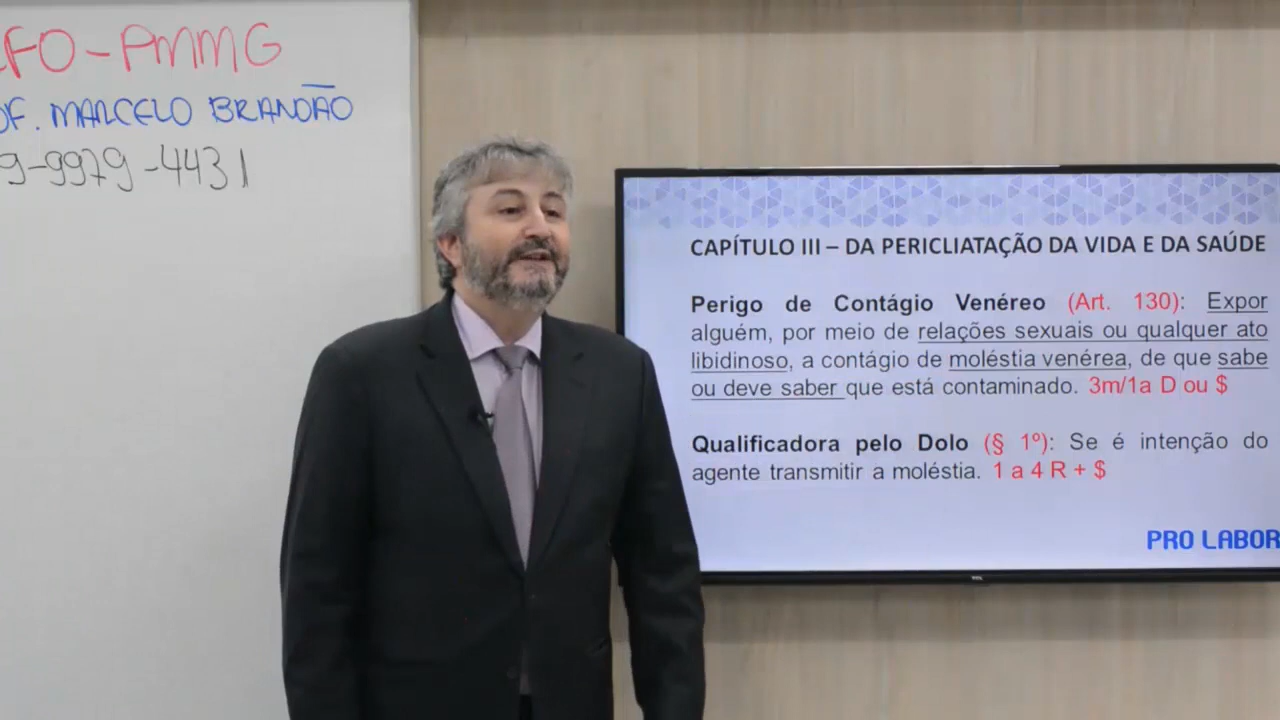 CFO-PMMG
OF. MARCELO BRANDÃO
9-9979-4431
CAPÍTULO III – DA PERICLIATAÇÃO DA VIDA E DA SAÚDE
Perigo de Contágio Venéreo (Art. 130): Expor
alguém, por meio de relações sexuais ou qualquer ato
libidinoso, a contágio de moléstia venérea, de que sabe
ou deve saber que está contaminado. 3m/1a D ou $
Qualificadora pelo Dolo (§ 1º): Se é intenção do
agente transmitir a moléstia. 1 a 4 R + $
PRO LABOR
TCL